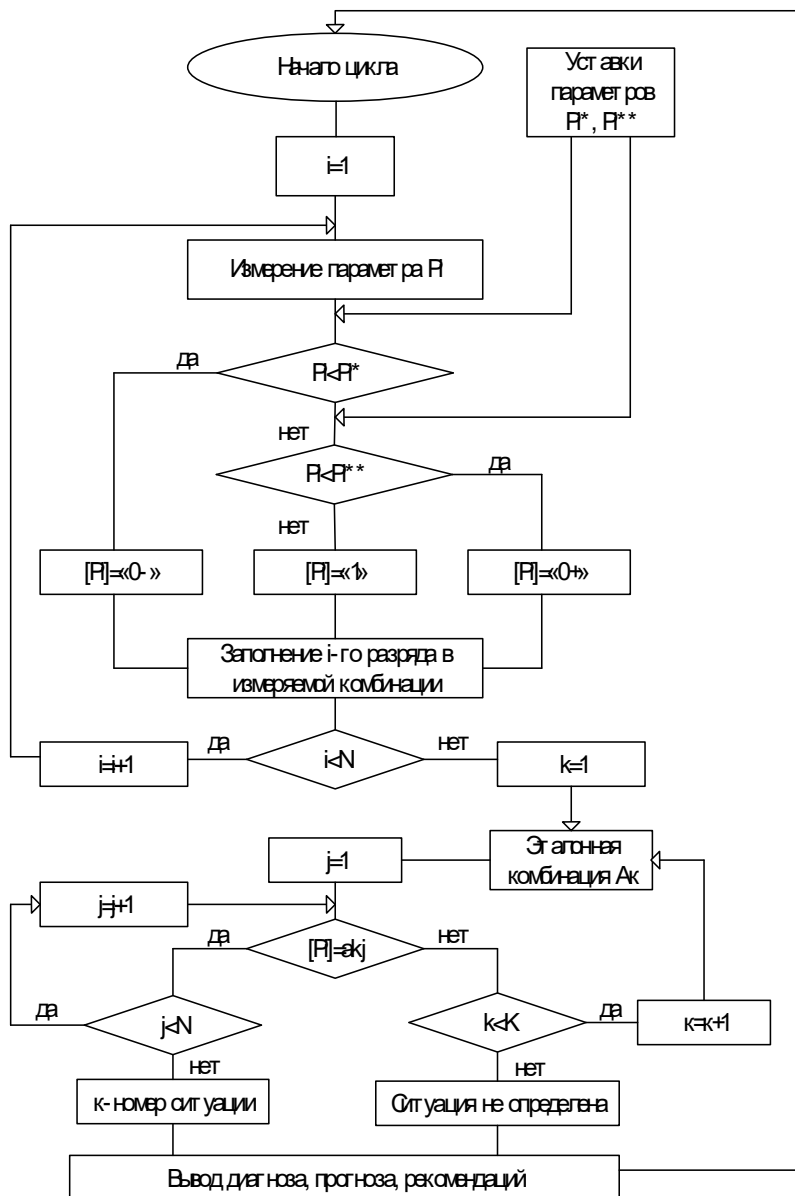 Начало цикла
Уставки
параметров
Pi*, Pi**
i=1
Измерение параметра Pi
да
Pi<Pi*
нет
Pi<Pi**
да
нет
[Pi]=«0-»
[Pi]=«1»
[Pi]=«0+»
Заполнение i-го разряда в
измеряемой комбинации
i=i+1
да
i<N
нет
k=1
j=1
Эталонная
комбинация Ак
j=j+1
да
[Pi]=akj
нет
да
j<N
k<K
да
к=к+1
нет
нет
к- номер ситуации
Ситуация не определена
Вывод диагноза, прогноза, рекомендаций